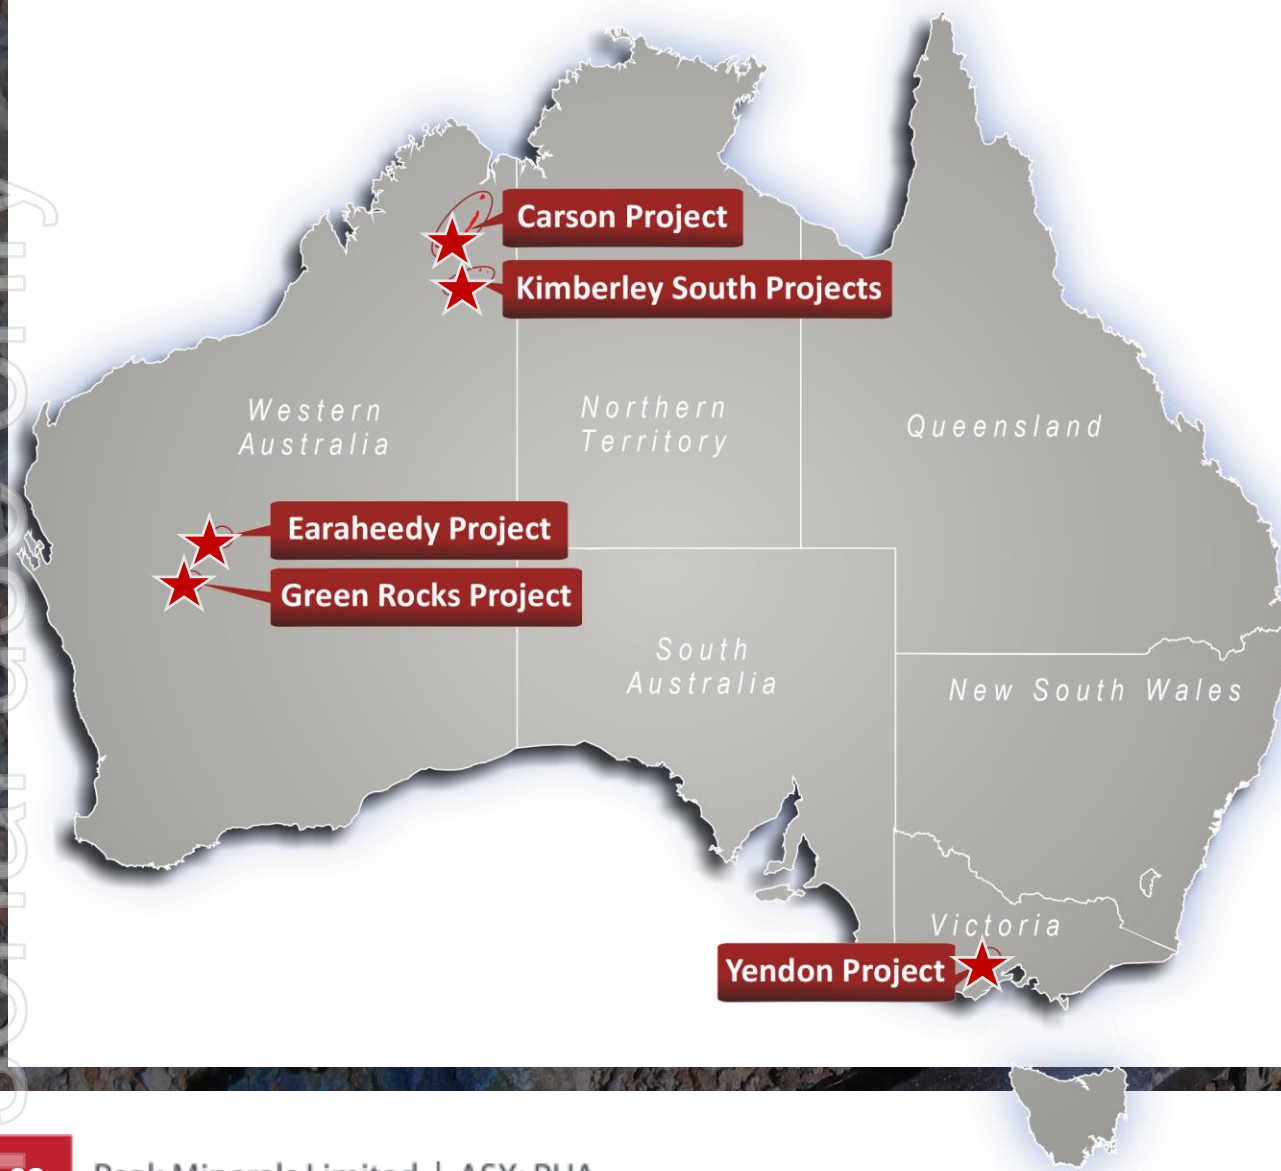 Carson Project
Kimberley South Projects
Western
Australia
Northern
Territory
Queensland
Earaheedy Project
Green Rocks Project
South
Australia
New South Wales
Victoria
Yendon Project